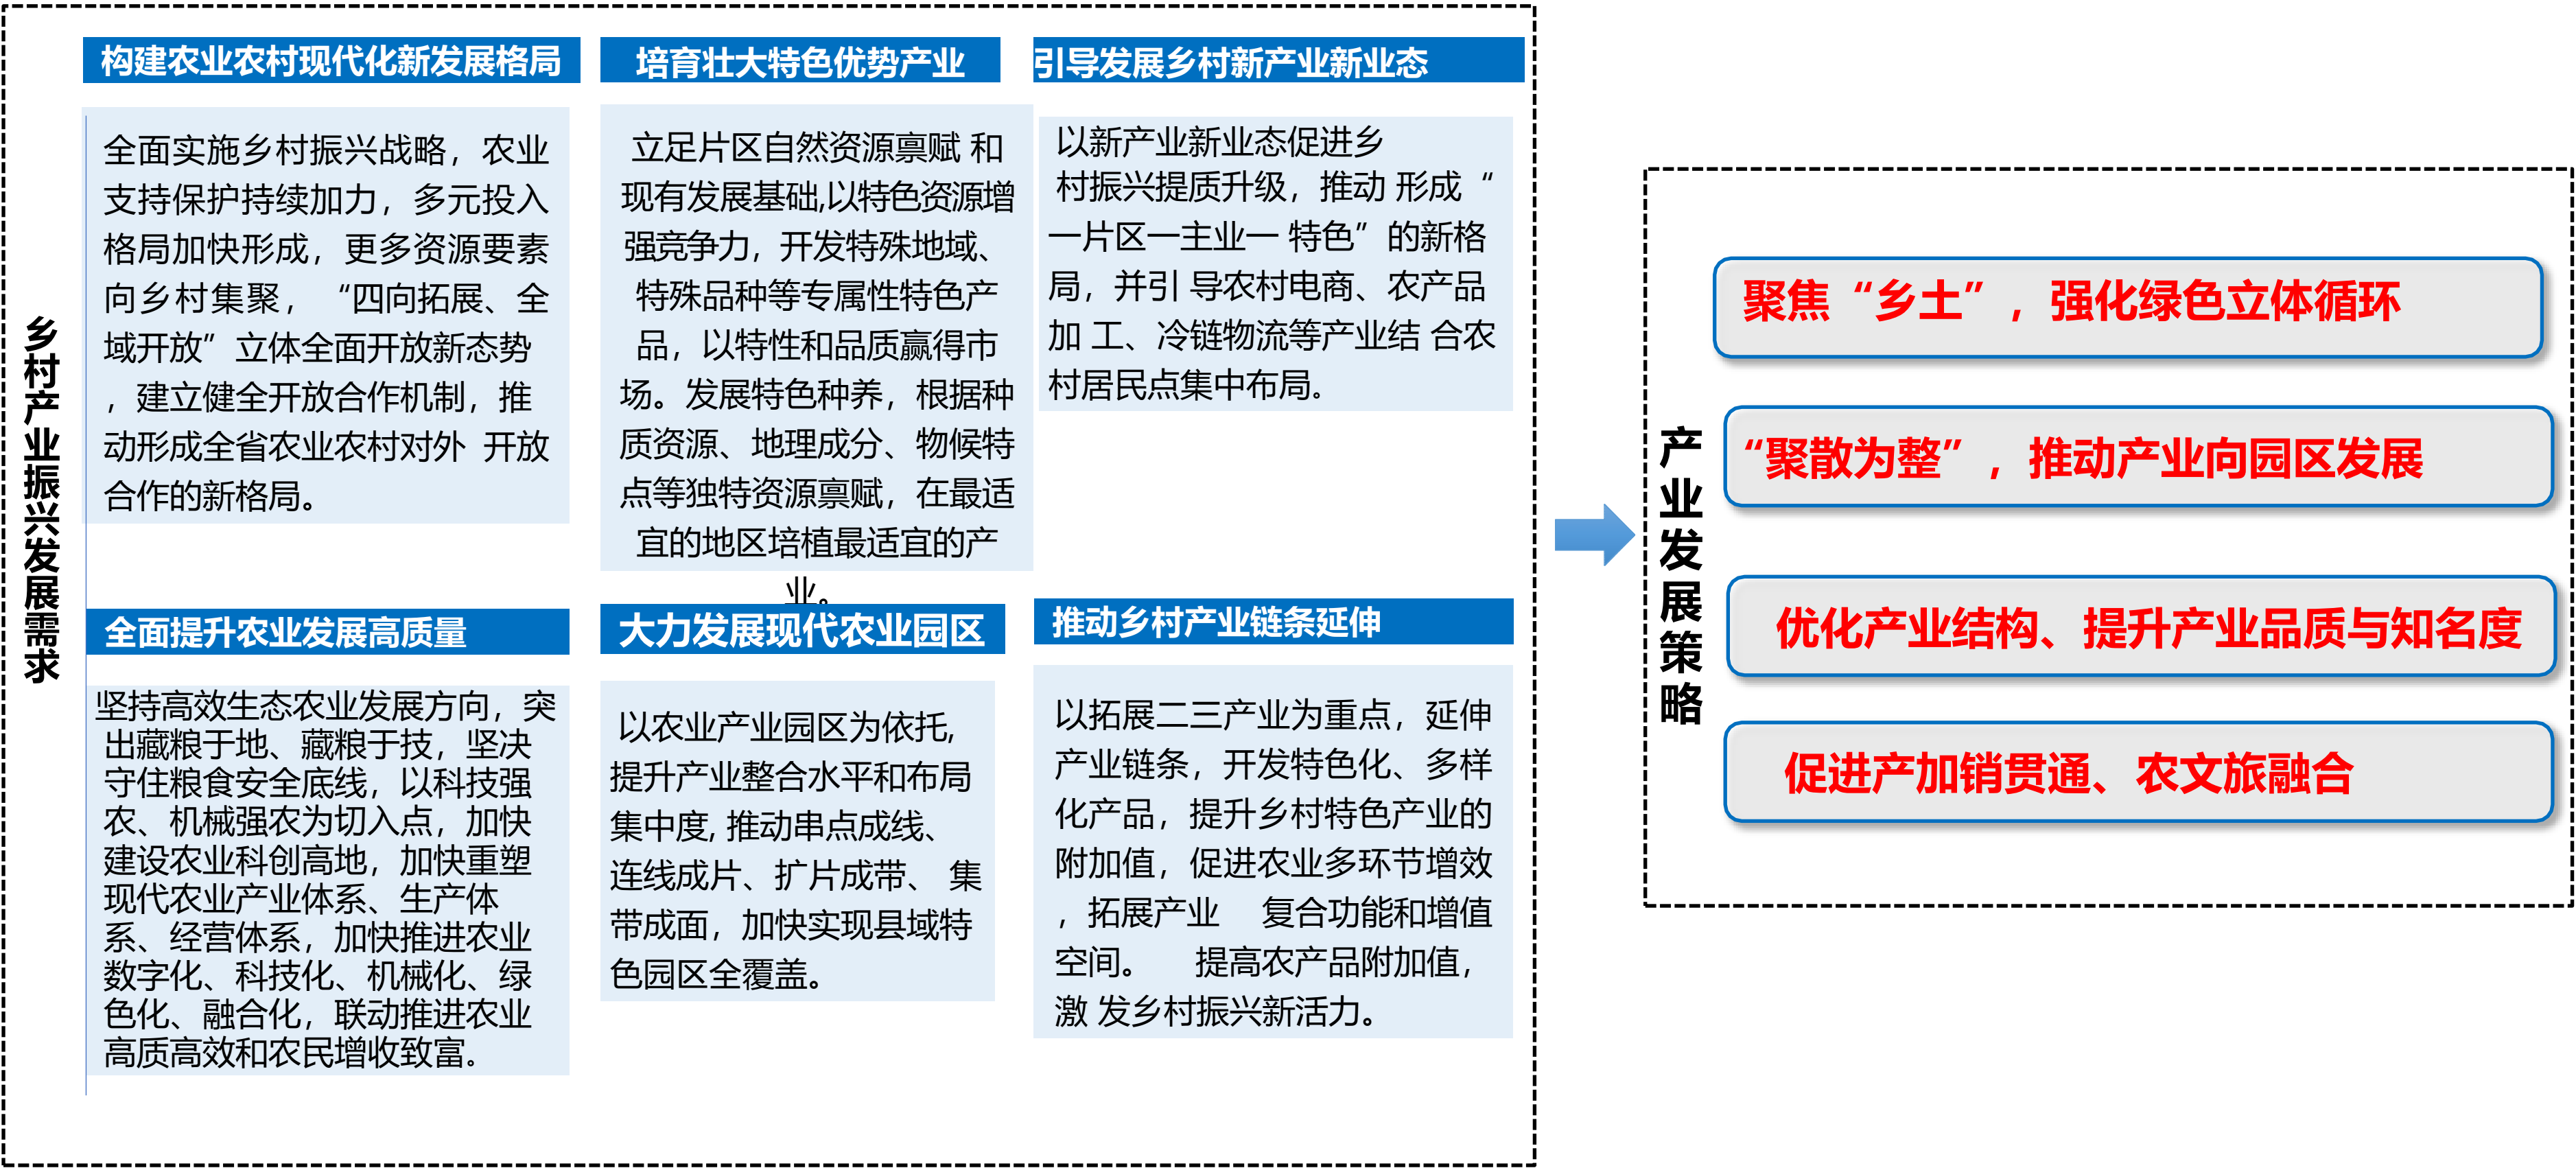 乡村产业振兴发展需求
构建农业农村现代化新发展格局
全面实施乡村振兴战略，农业
支持保护持续加力，多元投入
格局加快形成，更多资源要素
向乡村集聚，“四向拓展、全
域开放”立体全面开放新态势
，建立健全开放合作机制，推
动形成全省农业农村对外 开放
合作的新格局。
培育壮大特色优势产业
立足片区自然资源禀赋 和
现有发展基础,以特色资源增
强竞争力，开发特殊地域、
特殊品种等专属性特色产
品，以特性和品质赢得市
场。发展特色种养，根据种
质资源、地理成分、物候特
点等独特资源禀赋，在最适
宜的地区培植最适宜的产
业。
引导发展乡村新产业新业态
以新产业新业态促进乡
村振兴提质升级，推动 形成“
一片区一主业一 特色”的新格
局，并引 导农村电商、农产品
加 工、冷链物流等产业结 合农
村居民点集中布局。
全面提升农业发展高质量
坚持高效生态农业发展方向，突
出藏粮于地、藏粮于技，坚决
守住粮食安全底线，以科技强
农、机械强农为切入点，加快
建设农业科创高地，加快重塑
现代农业产业体系、生产体
系、经营体系，加快推进农业
数字化、科技化、机械化、绿
色化、融合化，联动推进农业
高质高效和农民增收致富。
大力发展现代农业园区
以农业产业园区为依托,
提升产业整合水平和布局
集中度, 推动串点成线、
连线成片、扩片成带、 集
带成面，加快实现县域特
色园区全覆盖。
推动乡村产业链条延伸
以拓展二三产业为重点，延伸
产业链条，开发特色化、多样
化产品，提升乡村特色产业的
附加值，促进农业多环节增效
，拓展产业 复合功能和增值
空间。 提高农产品附加值，
激 发乡村振兴新活力。
产业发展策略
聚焦“乡土”，强化绿色立体循环
“聚散为整”，推动产业向园区发展
优化产业结构、提升产业品质与知名度
促进产加销贯通、农文旅融合